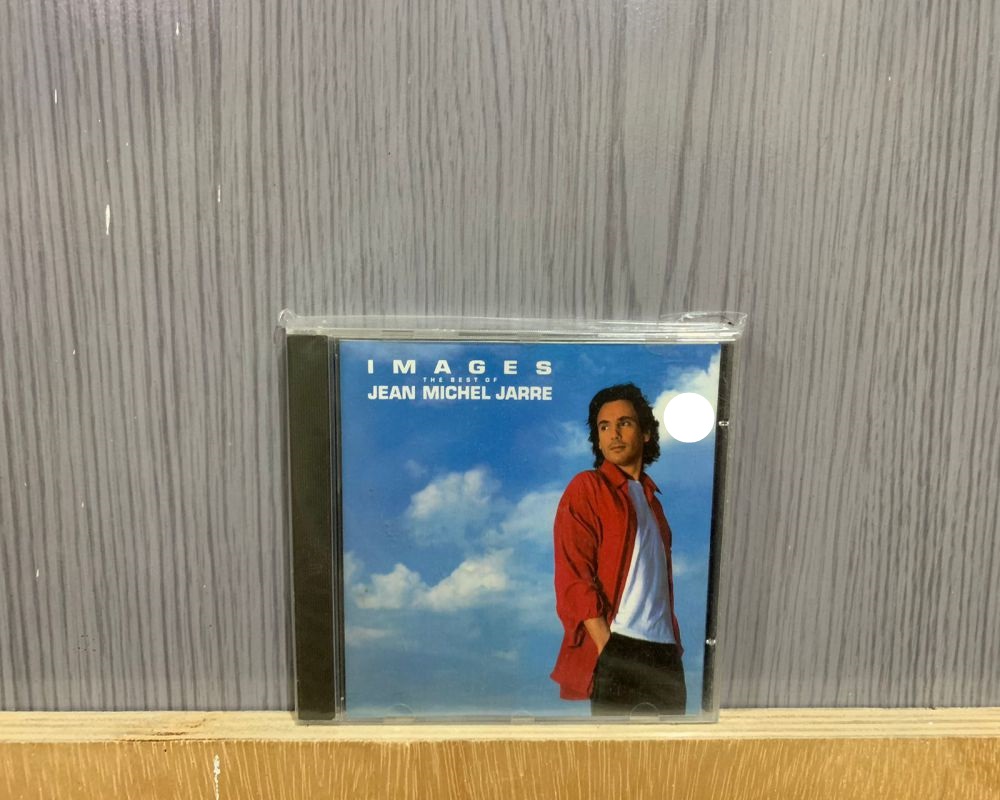 IMAGES
THE BEST OF
JEAN MICHEL JARRE